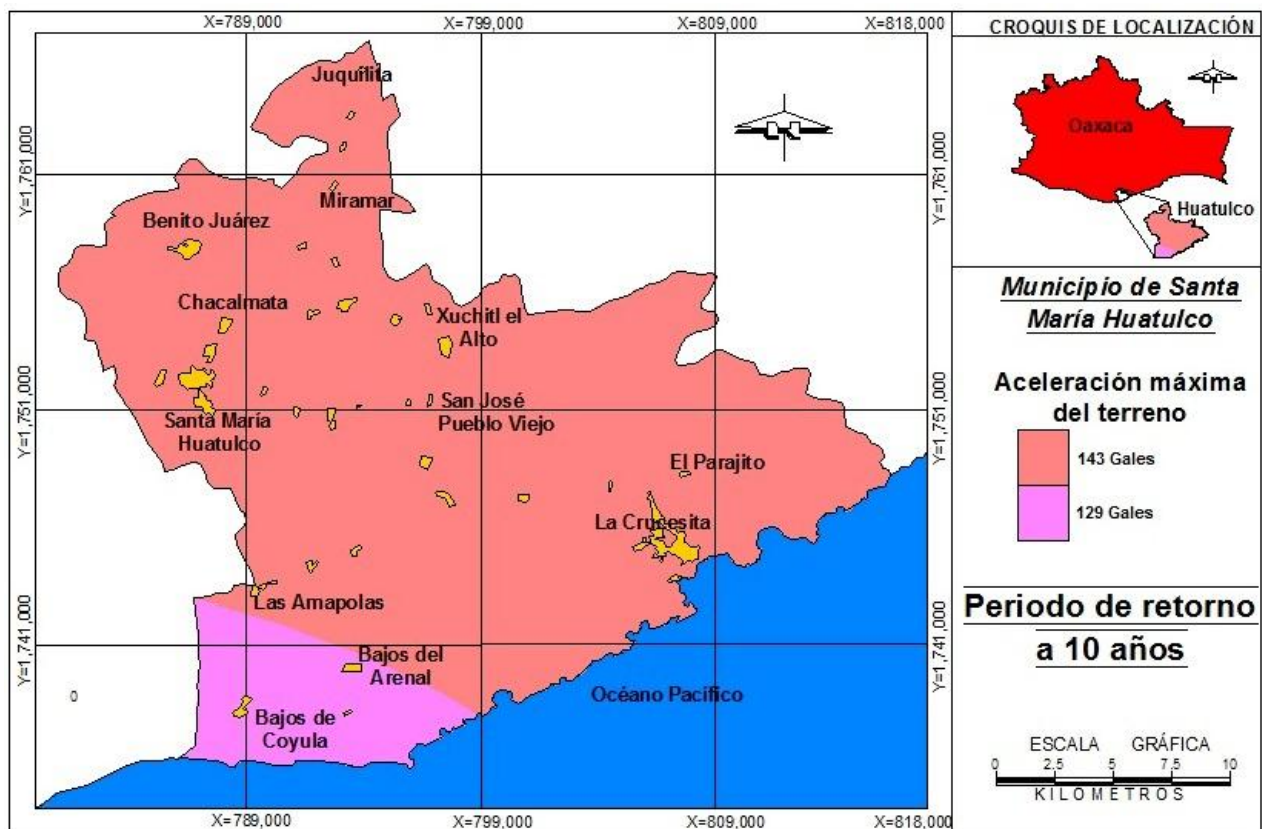 X=789,000
X=799,000
X=809,000
X=818,000
Y=1,761,000
Y=1,751,000
Y=1,741,000
Juquílita
Miramar
Benito Juárez
Chacalmata
Xuchitl el
Alto
Santa María
Huatulco
San José
Pueblo Viejo
El Parajito
La Crucesita
Las Amapolas
Bajos del
Arenal
Bajos de
Coyula
Océano Pacífico
0
Y=1,761,000
Y=1,751,000
Y=1,741,000
X=789,000
X=799,000
X=809,000
X=818,000
CROQUIS DE LOCALIZACIÓN
Oaxaca
Huatulco
Municipio de Santa
María Huatulco
Aceleración máxima
del terreno
143 Gales
129 Gales
Periodo de retorno
a 10 años
ESCALA GRÁFICA
0 2.5 5 7.5 10
KILOMETROS